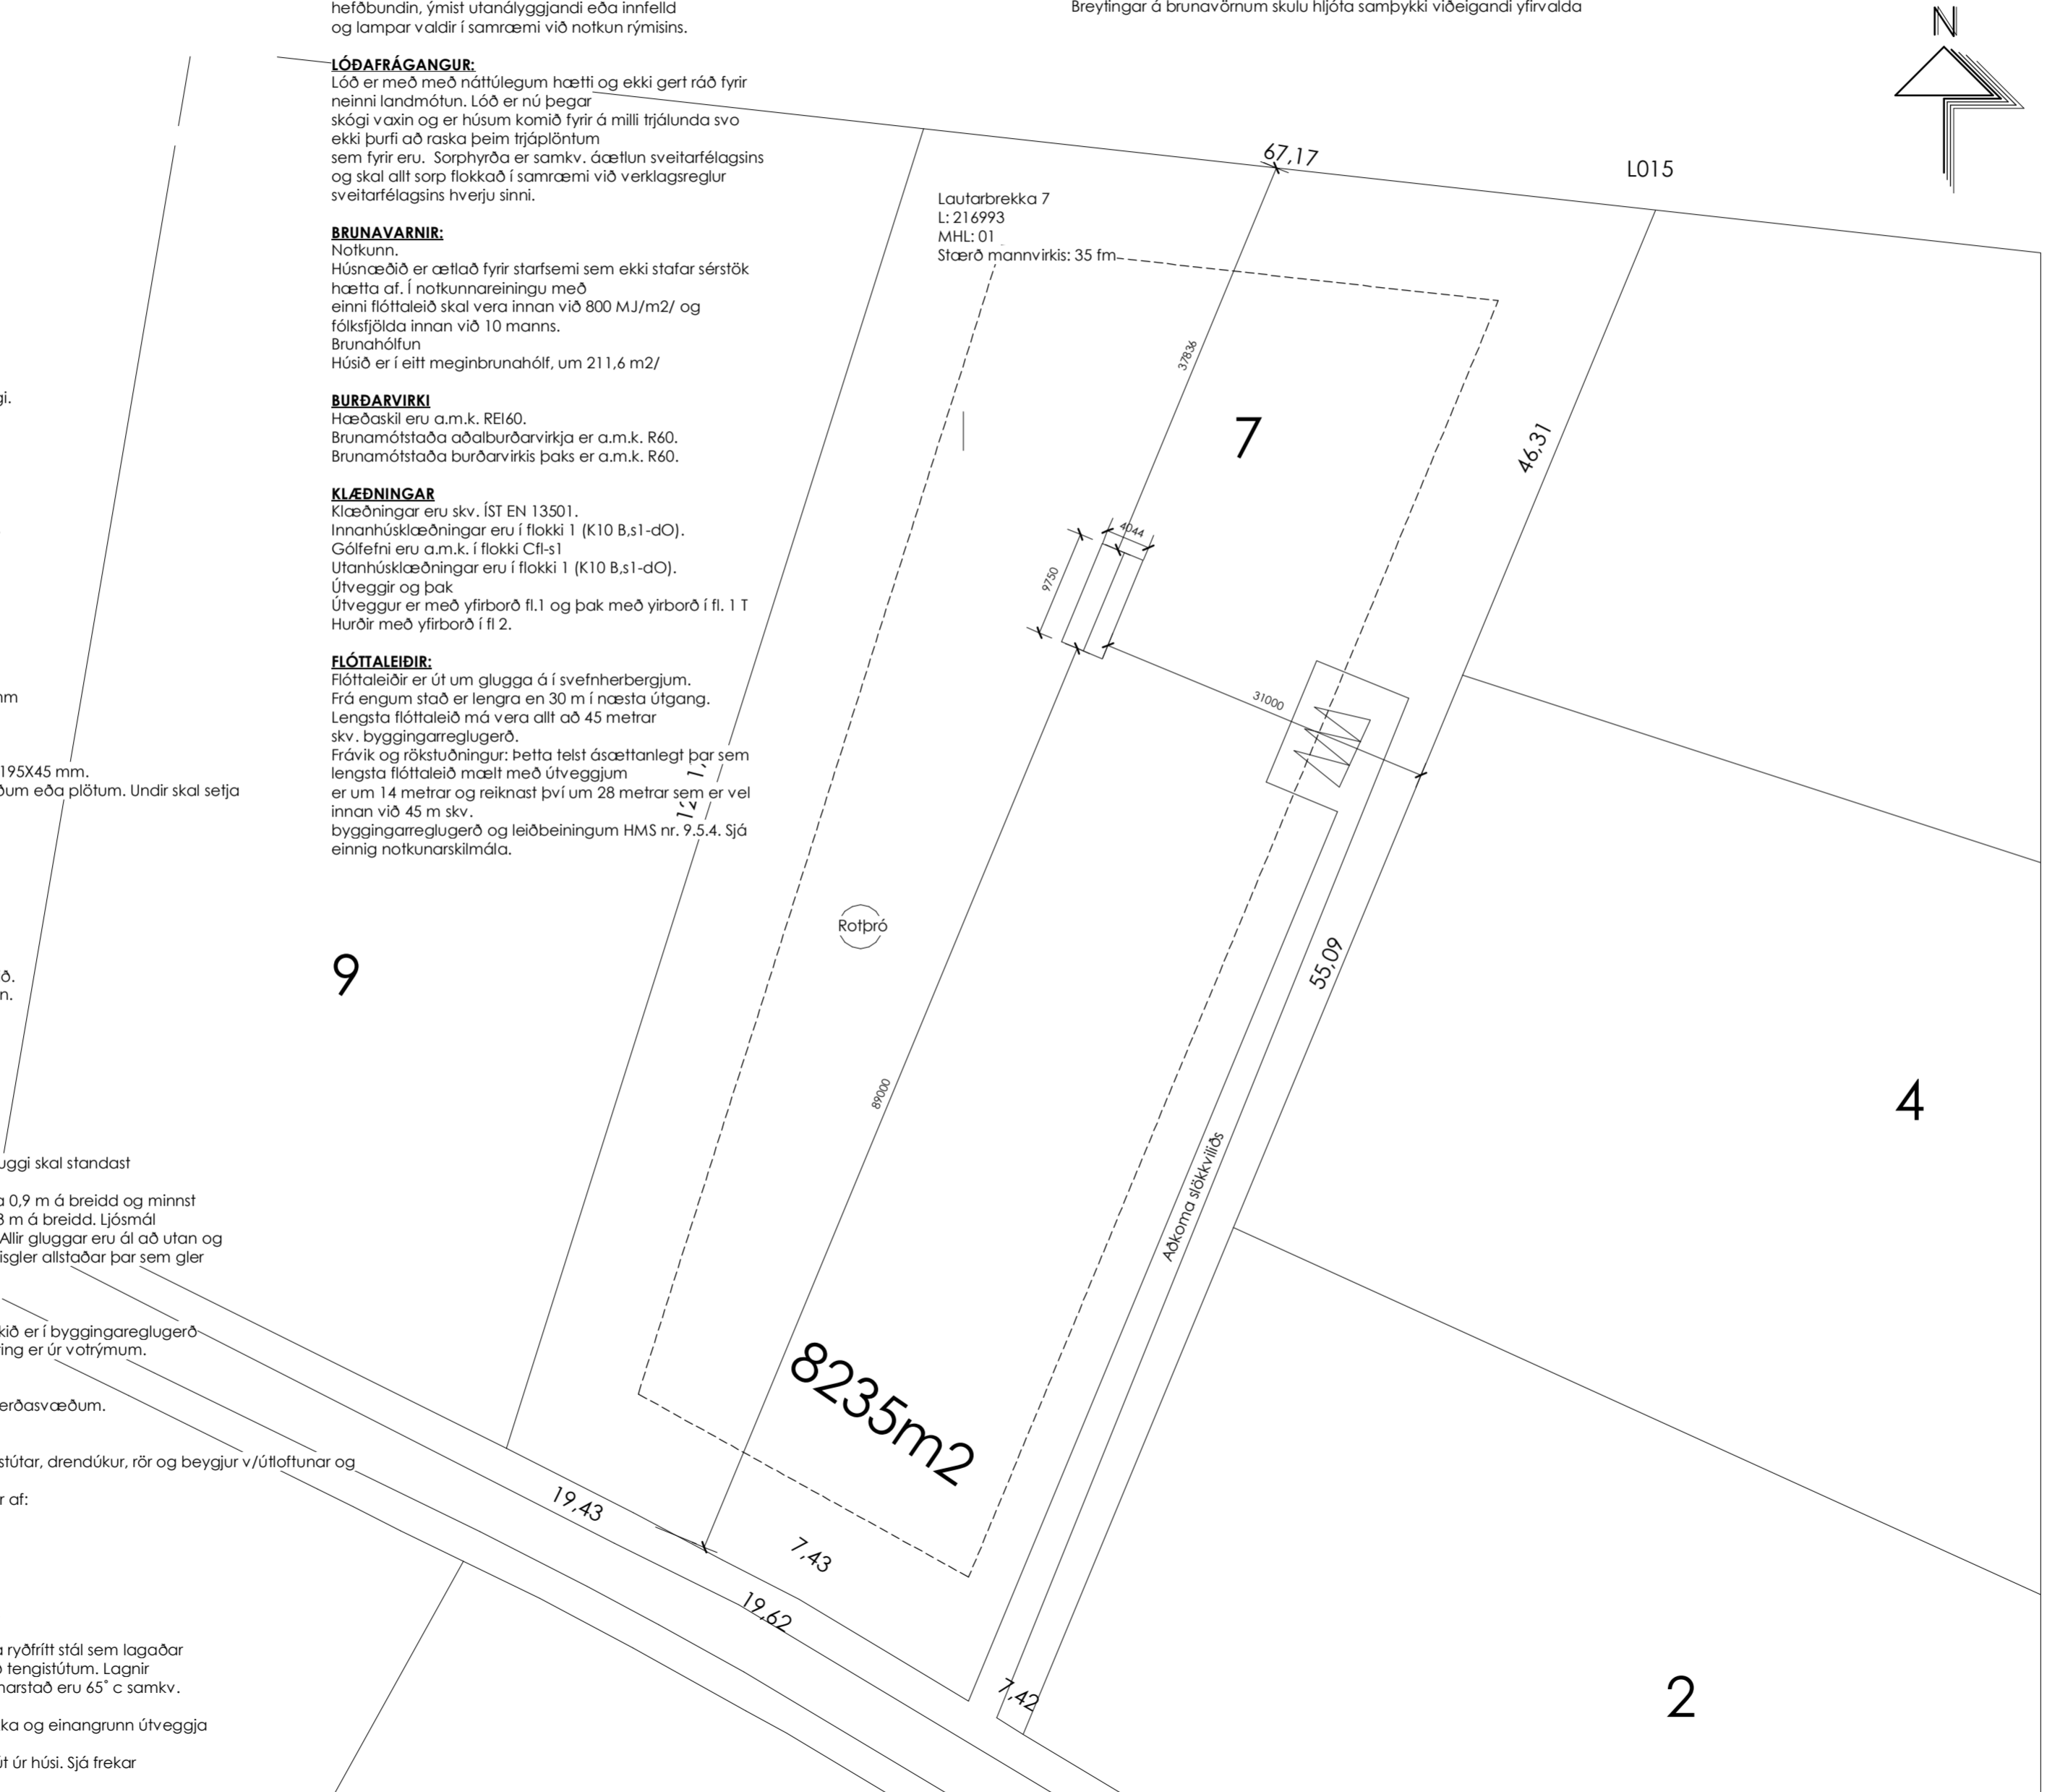 hefðbundin, ýmist utanályggjandi eða innfelld
og lampar valdir í samræmi við notkun rýmisins.
Breytingar á brunavörnum skulu hljóta samþykki viðeigandi yfirvalda
N
LÓÐAFRÁGANGUR:
Lóð er með með náttúlegum hætti og ekki gert ráð fyrir
neinni landmótun. Lóð er nú þegar
skógi vaxin og er húsum komið fyrir á milli trjálunda svo
ekki þurfi að raska þeim trjáplöntum
sem fyrir eru. Sorphyrða er samkv. áætlun sveitarfélagsins
og skal allt sorp flokkað í samræmi við verklagsreglur
sveitarfélagsins hverju sinni.
BRUNAVARNIR:
Notkunn.
Húsnæðið er ætlað fyrir starfsemi sem ekki stafar sérstök
hætta af. Í notkunnareiningu með
einni flóttaleið skal vera innan við 800 MJ/m2/ og
fólksfjölda innan við 10 manns.
Brunahólfun
Húsið er í eitt meginbrunahólf, um 211,6 m2/
BURÐARVIRKI
Hæðaskil eru a.m.k. REI60.
Brunamótstaða aðalburðarvirkja er a.m.k. R60.
Brunamótstaða burðarvirkis þaks er a.m.k. R60.
KLÆÐNINGAR
Klæðningar eru skv. ÍST EN 13501.
Innanhúsklæðningar eru í flokki 1 (K10 B,s1-dO).
Gólfefni eru a.m.k. í flokki Cfl-s1
Utanhúsklæðningar eru í flokki 1 (K10 B,s1-dO).
Útveggir og þak
Útveggur er með yfirborð fl.1 og þak með yirborð í fl. 1 T
Hurðir með yfirborð í fl 2.
FLÓTTALEIÐIR:
Flóttaleiðir er út um glugga á í svefnherbergjum.
Frá engum stað er lengra en 30 m í næsta útgang.
Lengsta flóttaleið má vera allt að 45 metrar
skv. byggingarreglugerð.
Frávik og rökstuðningur: Þetta telst ásættanlegt þar sem
lengsta flóttaleið mælt með útveggjum
er um 14 metrar og reiknast því um 28 metrar sem er vel
innan við 45 m skv.
byggingarreglugerð og leiðbeiningum HMS nr. 9.5.4. Sjá
einnig notkunarskilmála.
gi.
mm
195X45 mm.
ðum eða plötum. Undir skal setja
ð.
n.
uggi skal standast
a 0,9 m á breidd og minnst
m á breidd. Ljósmál
Allir gluggar eru ál að utan og
isgler allstaðar þar sem gler
kið er í byggingareglugerð
ing er úr votrýmum.
erðasvæðum.
stútar, drendúkur, rör og beygjur v/útloftunar og
r af:
a ryðfrítt stál sem lagaðar
tengistútum. Lagnir
narstað eru 65° c samkv.
ka og einangrunn útveggja
út úr húsi. Sjá frekar
67,17
L015
Lautarbrekka 7
L: 216993
MHL: 01
Stærð mannvirkis: 35 fm
37836
7
46,31
4044
9750
31000
Rotþró
9
55,09
89000
4
Aðkoma slökkviliðs
8235m2
19,43
7,43
19,62
7,42
2